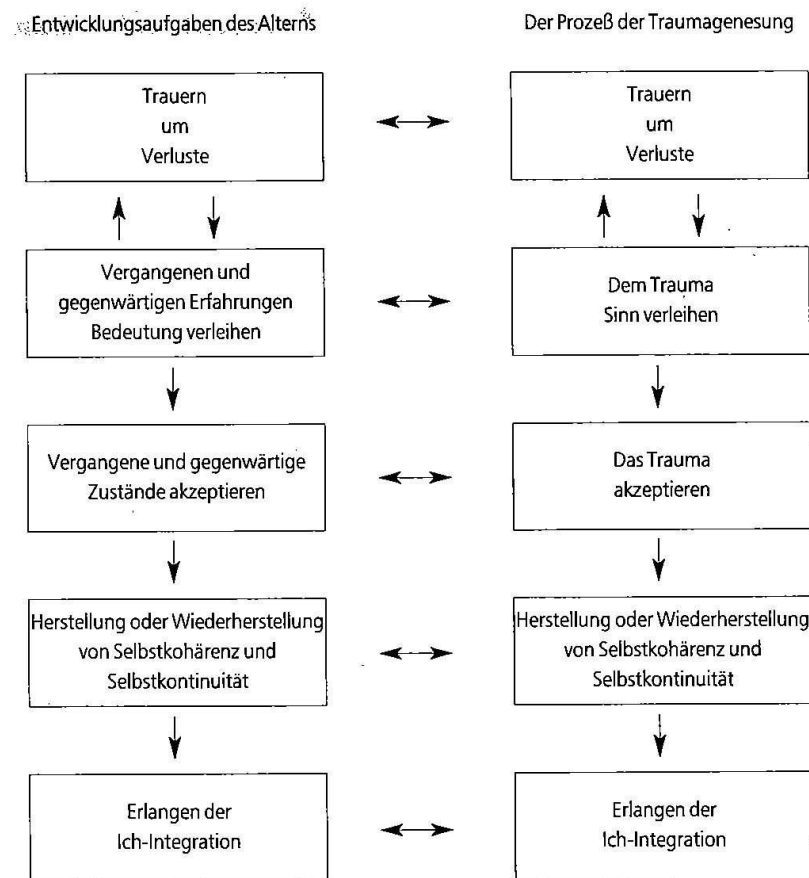 Entwicklungsaufgaben des Alterns
Der Prozeß der Traumagenesung
Trauern
um
Verluste
Trauern
um
Verluste
Vergangenen und
gegenwärtigen Erfahrungen
Bedeutung verleihen
Dem Trauma
Sinn verleihen
Vergangene und gegenwärtige
Zustände akzeptieren
Das Trauma
akzeptieren
Herstellung oder Wiederherstellung
von Selbstkohärenz und
Selbstkontinuität
Herstellung oder Wiederherstellung
von Selbstkohärenz und
Selbstkontinuität
Erlangen der
Ich-Integration
Erlangen der
Ich-Integration